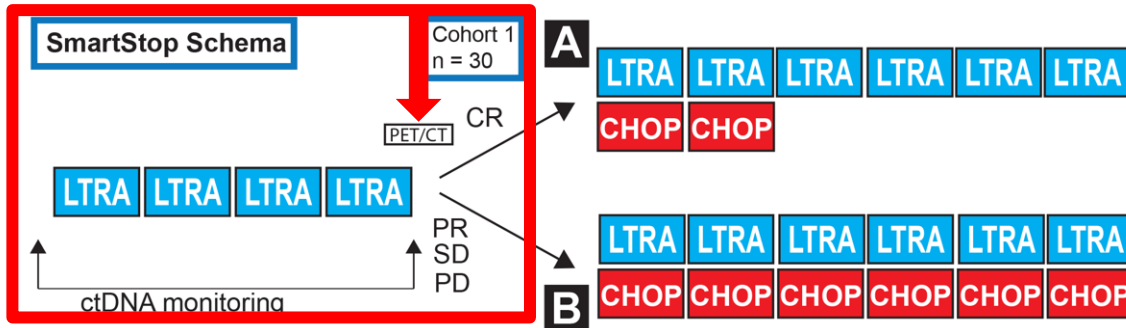 SmartStop Schema
Cohort 1
n = 30
PET/CT
CR
LTRA LTRA LTRA LTRA
PR
SD
PD
ctDNA monitoring
A
LTRA LTRA LTRA LTRA LTRA LTRA
CHOP CHOP
B
LTRA LTRA LTRA LTRA LTRA LTRA
CHOP CHOP CHOP CHOP CHOP CHOP